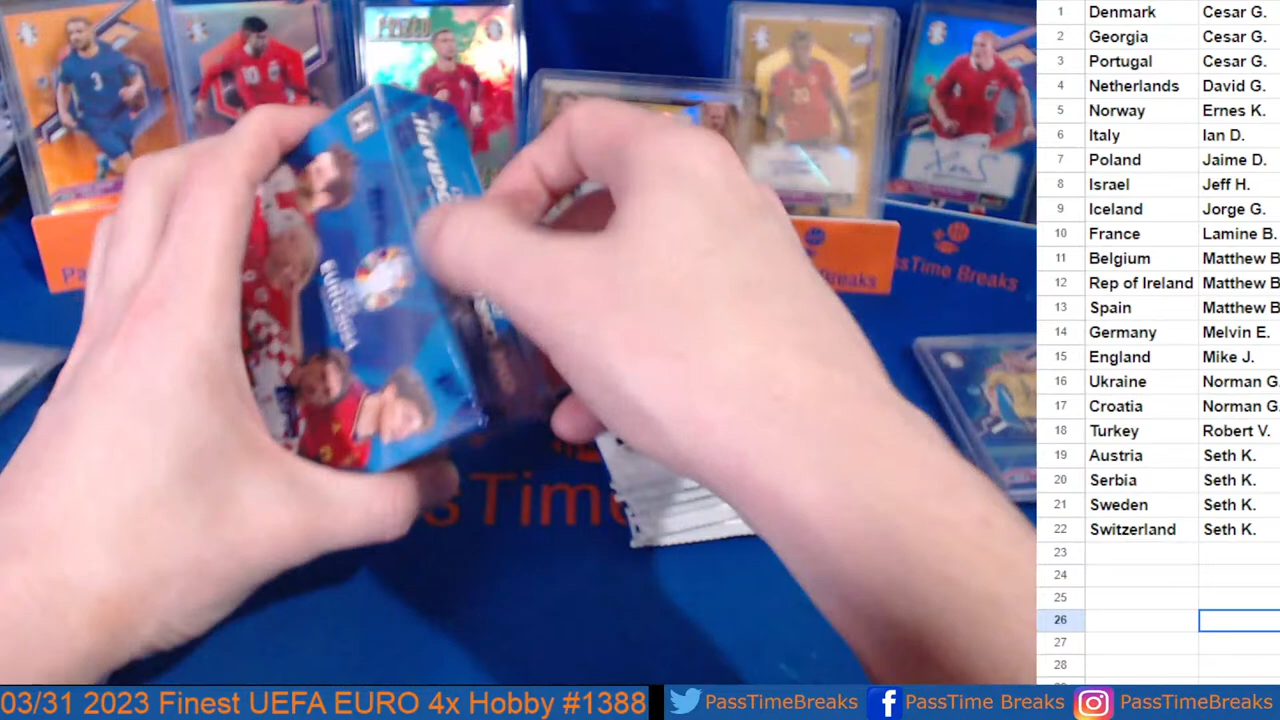 1 Denmark Cesar G.
2 Georgia Cesar G.
3 Portugal Cesar G.
4 Netherlands David G.
5 Norway Ernes K.
6 Italy Ian D.
7 Poland Jaime D.
8 Israel Jeff H.
9 Iceland Jorge G.
10 France Lamine B.
11 Belgium Matthew B
12 Rep of Ireland Matthew B
13 Spain Matthew B
14 Germany Melvin E.
15 England Mike J.
16 Ukraine Norman G.
17 Croatia Norman G.
18 Turkey Robert V.
19 Austria Seth K.
20 Serbia Seth K.
21 Sweden Seth K.
22 Switzerland Seth K.
23
24
25
26
27
28
ssTime Breaks
sTime
03/31 2023 Finest UEFA EURO 4x Hobby #1388
PassTimeBreaks
PassTime Breaks
PassTimeBreaks